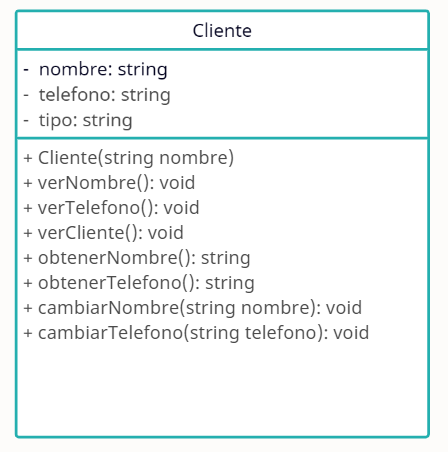 Cliente
- nombre: string
- telefono: string
- tipo: string
+ Cliente(string nombre)
+ verNombre(): void
+ verTelefono(): void
+ verCliente(): void
+ obtenerNombre(): string
+ obtenerTelefono(): string
+ cambiarNombre(string nombre): void
+ cambiarTelefono(string telefono): void